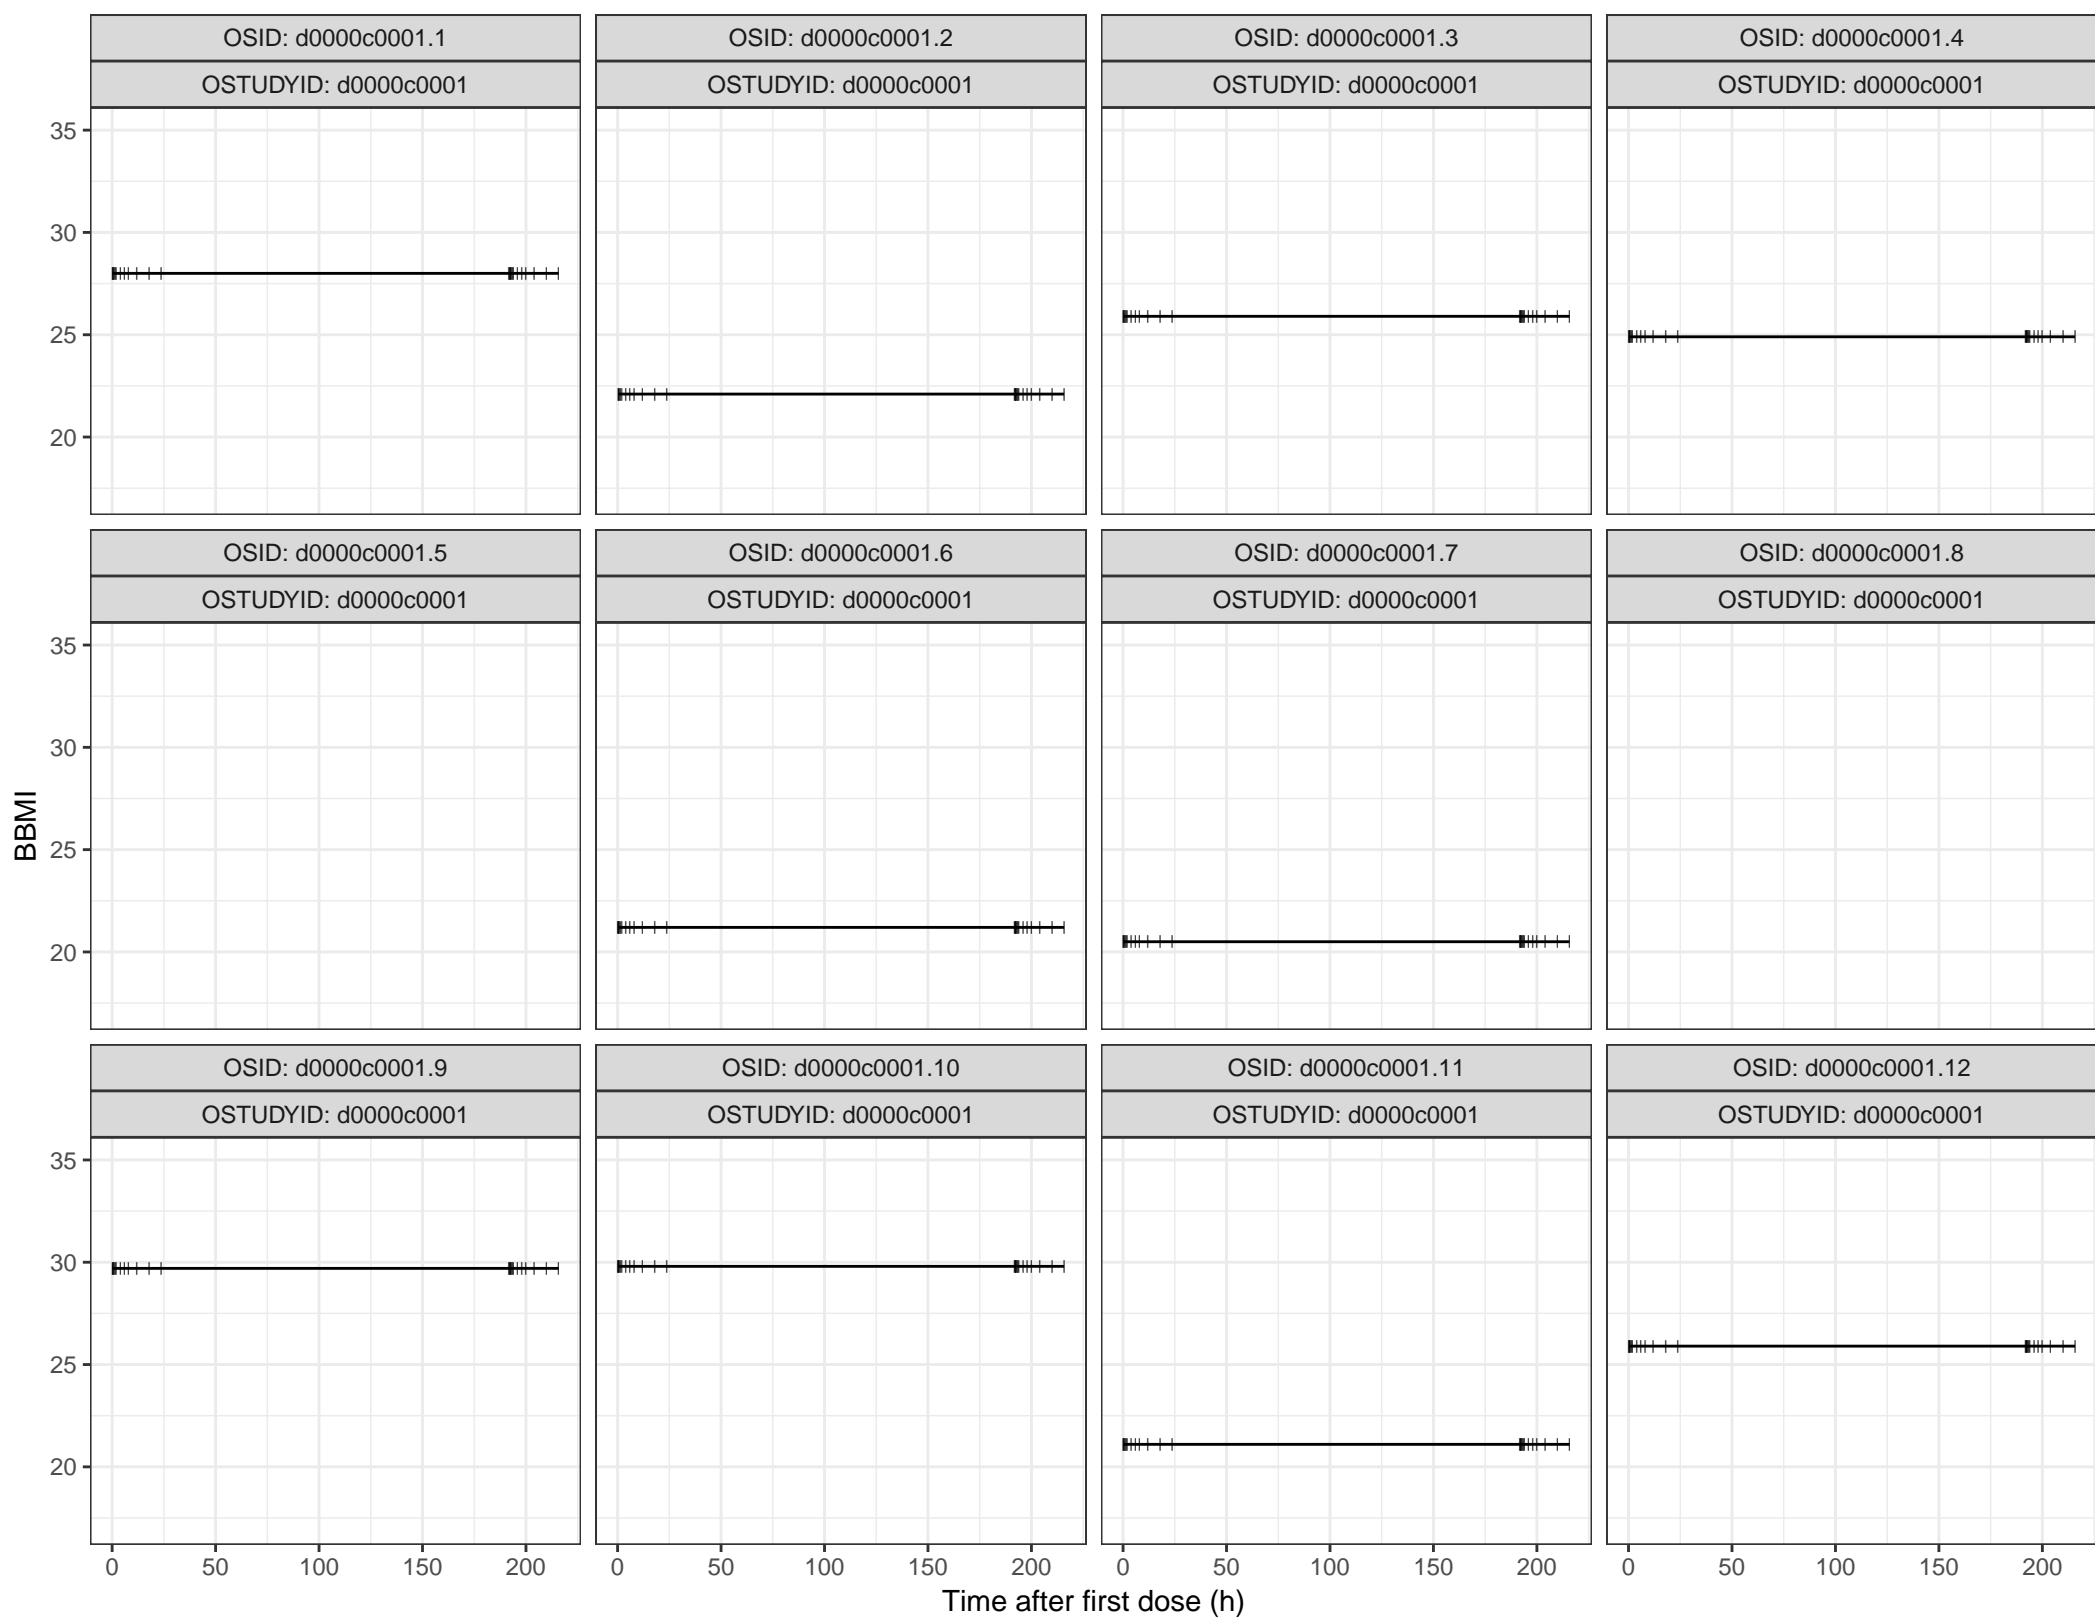 OSID: d0000c0001.1 OSID: d0000c0001.2 OSID: d0000c0001.3 OSID: d0000c0001.4
OSTUDYID: d0000c0001 OSTUDYID: d0000c0001 OSTUDYID: d0000c0001 OSTUDYID: d0000c0001
35
30
25
20
OSID: d0000c0001.5 OSID: d0000c0001.6 OSID: d0000c0001.7 OSID: d0000c0001.8
OSTUDYID: d0000c0001 OSTUDYID: d0000c0001 OSTUDYID: d0000c0001 OSTUDYID: d0000c0001
35
30
25
20
BBMI
OSID: d0000c0001.9 OSID: d0000c0001.10 OSID: d0000c0001.11 OSID: d0000c0001.12
OSTUDYID: d0000c0001 OSTUDYID: d0000c0001 OSTUDYID: d0000c0001 OSTUDYID: d0000c0001
35
30
25
20
0 50 100 150 200 0 50 100 150 200 0 50 100 150 200 0 50 100 150 200
Time after first dose (h)